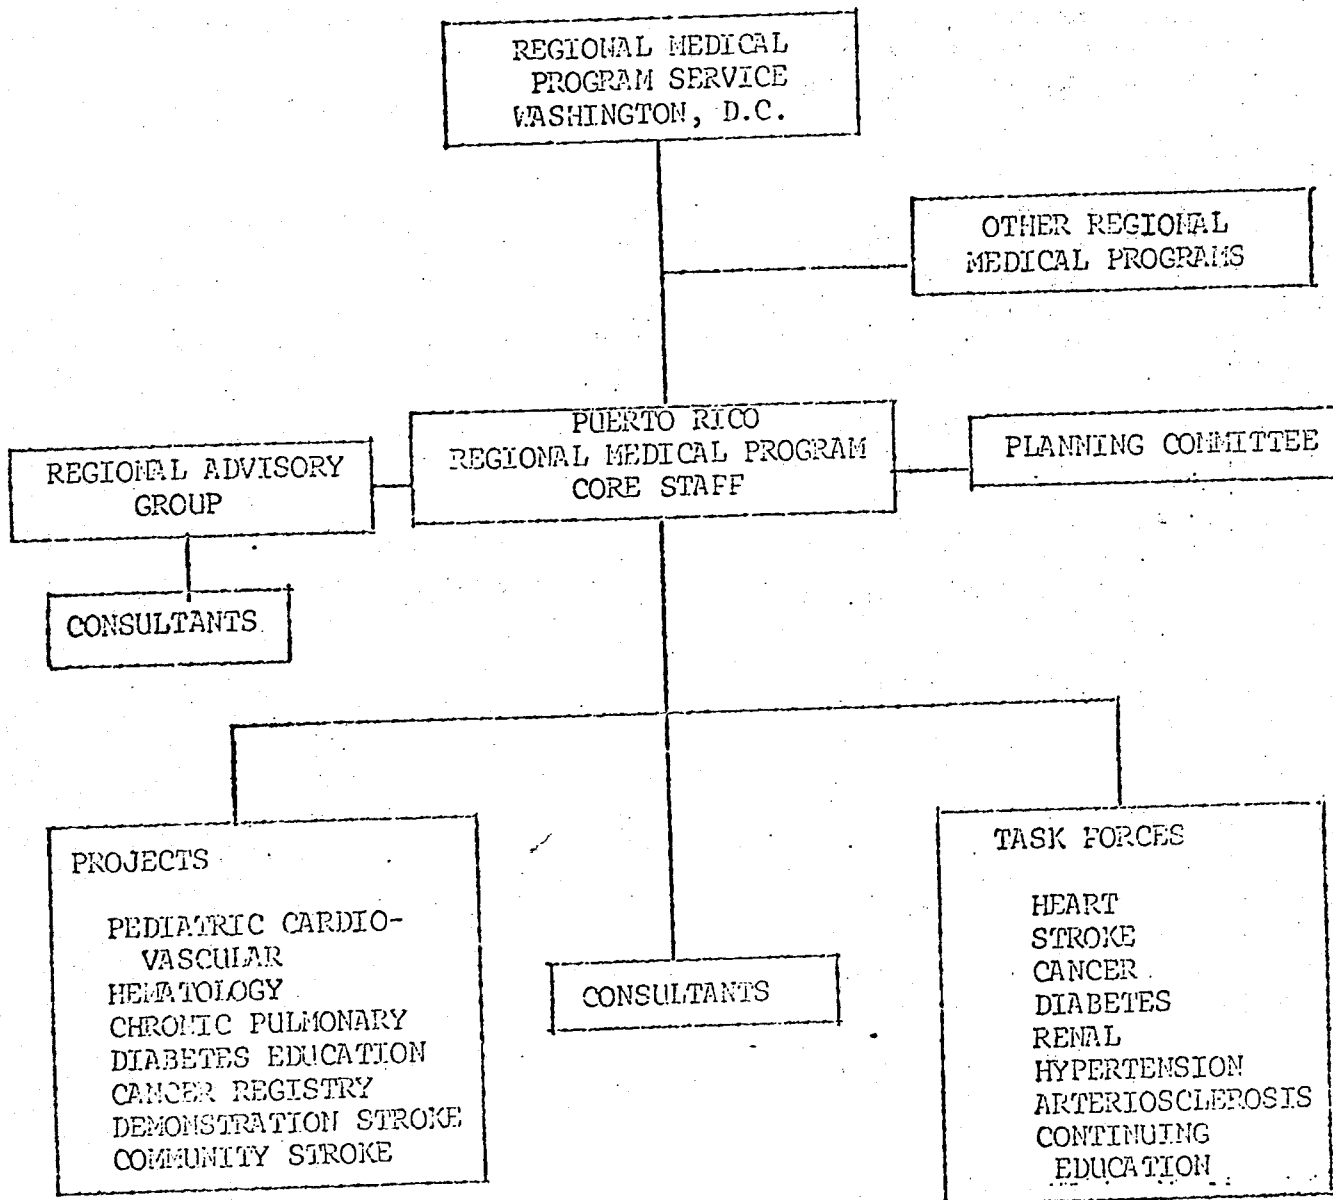 REGIONAL MEDICAL
PROGRAM SERVICE
WASHINGTON, D.C.
OTHER REGIONAL
MEDICAL PROGRAMS
PUERTO RICO
REGIONAL MEDICAL PROGRAM
CORE STAFF
PLANNING COMMITTEE
REGIONAL ADVISORY
GROUP
CONSULTANTS
PROJECTS
PEDIATRIC CARDIO-
VASCULAR
HEMATOLOGY
CHRONIC PULMONARY
DIABETES EDUCATION
CANCER REGISTRY
DEMONSTRATION STROKE
COMMUNITY STROKE
CONSULTANTS
TASK FORCES
HEART
STROKE
CANCER
DIABETES
RENAL
HYPERTENSION
ARTERIOSCLEROSIS
CONTINUING
EDUCATION